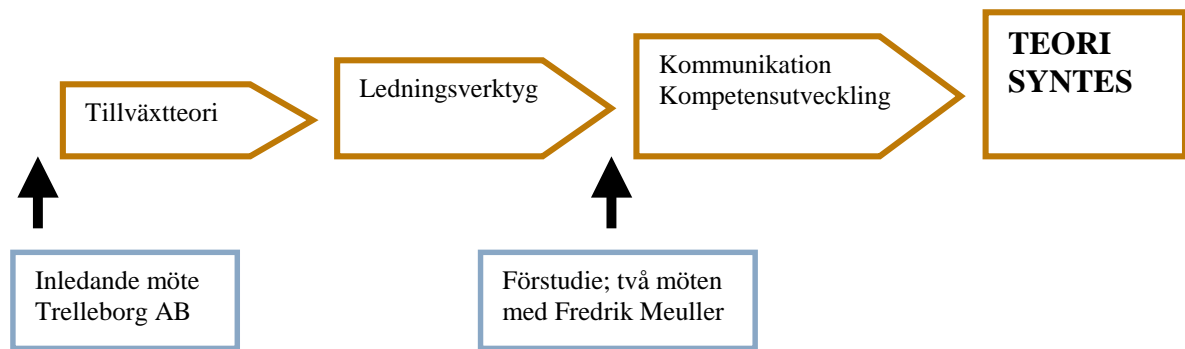 Tillväxtteori
Ledningsverktyg
Kommunikation
Kompetensutveckling
TEORI
SYNTES
Inledande möte
Trelleborg AB
Förstudie; två möten
med Fredrik Meuller